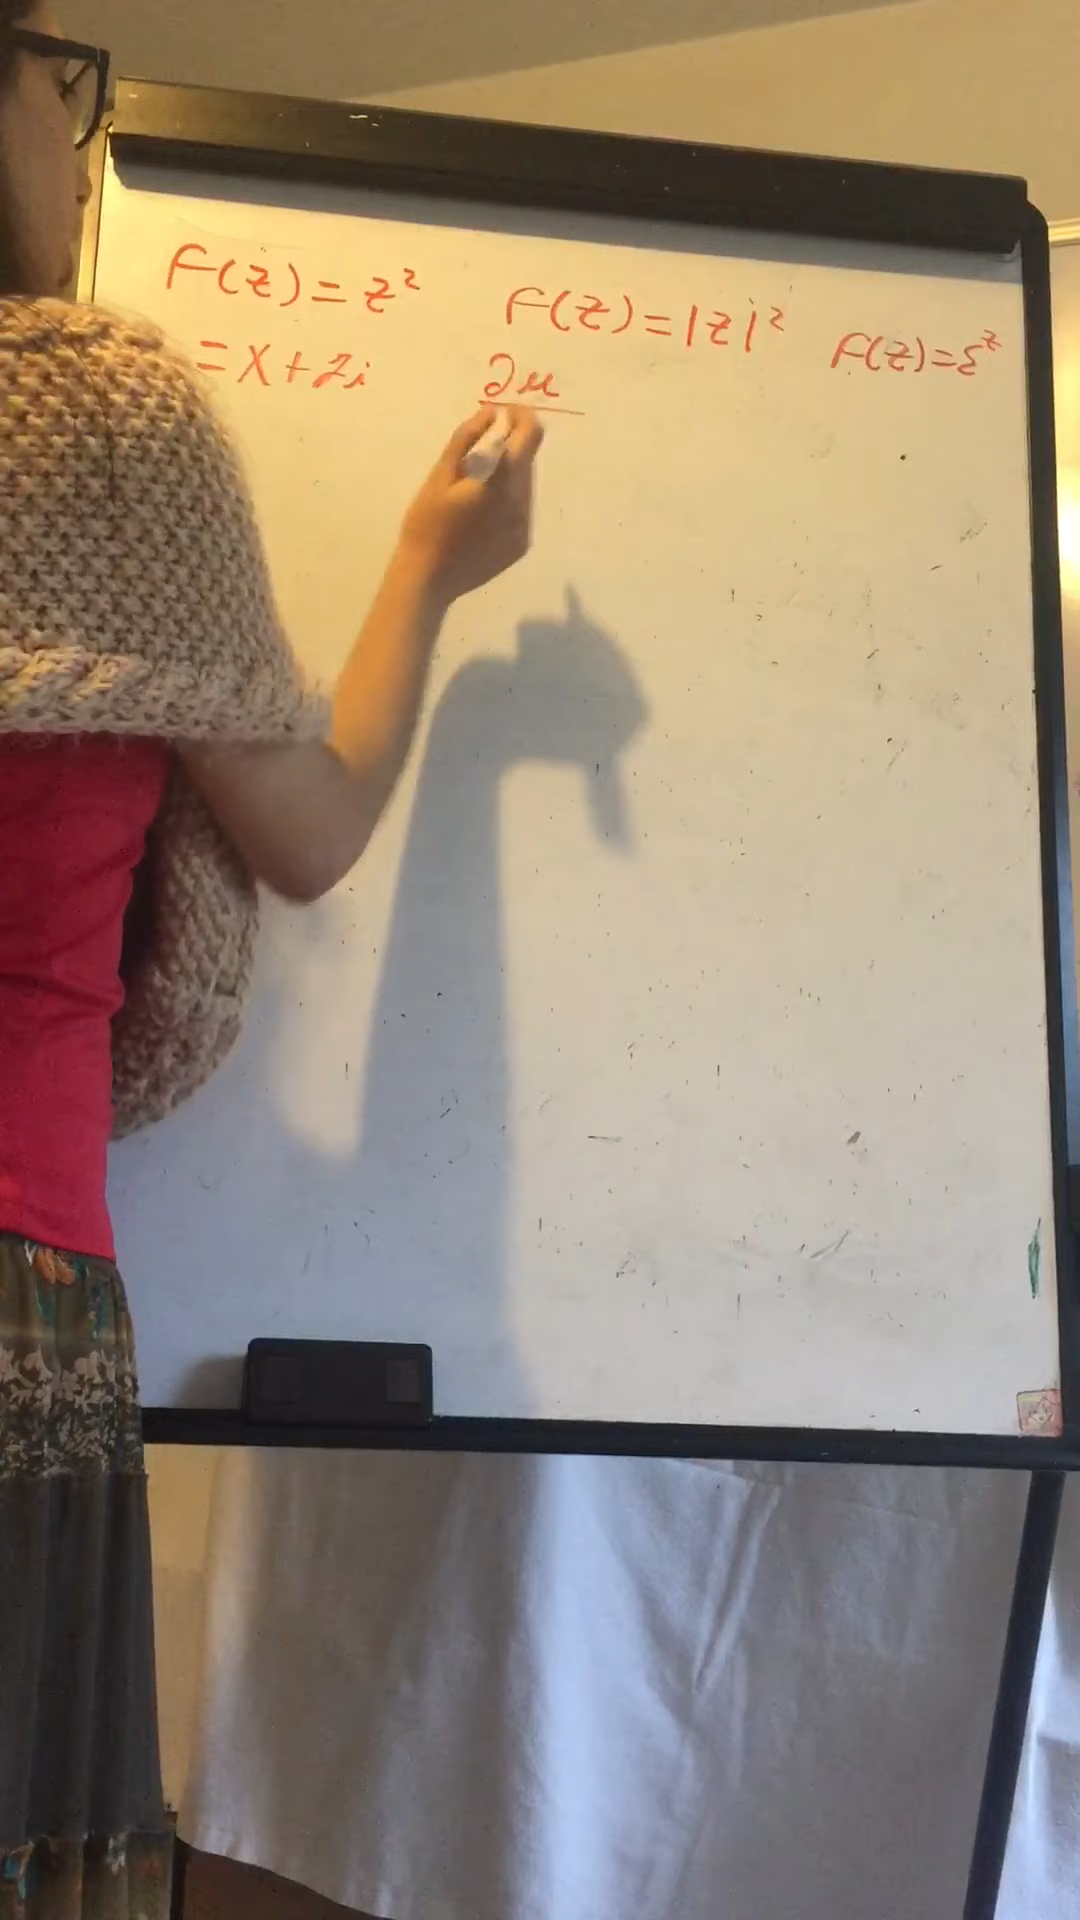 F(z) = z²
F(z) = |z|²
F(z) = ε^z
= x + zi
∂u